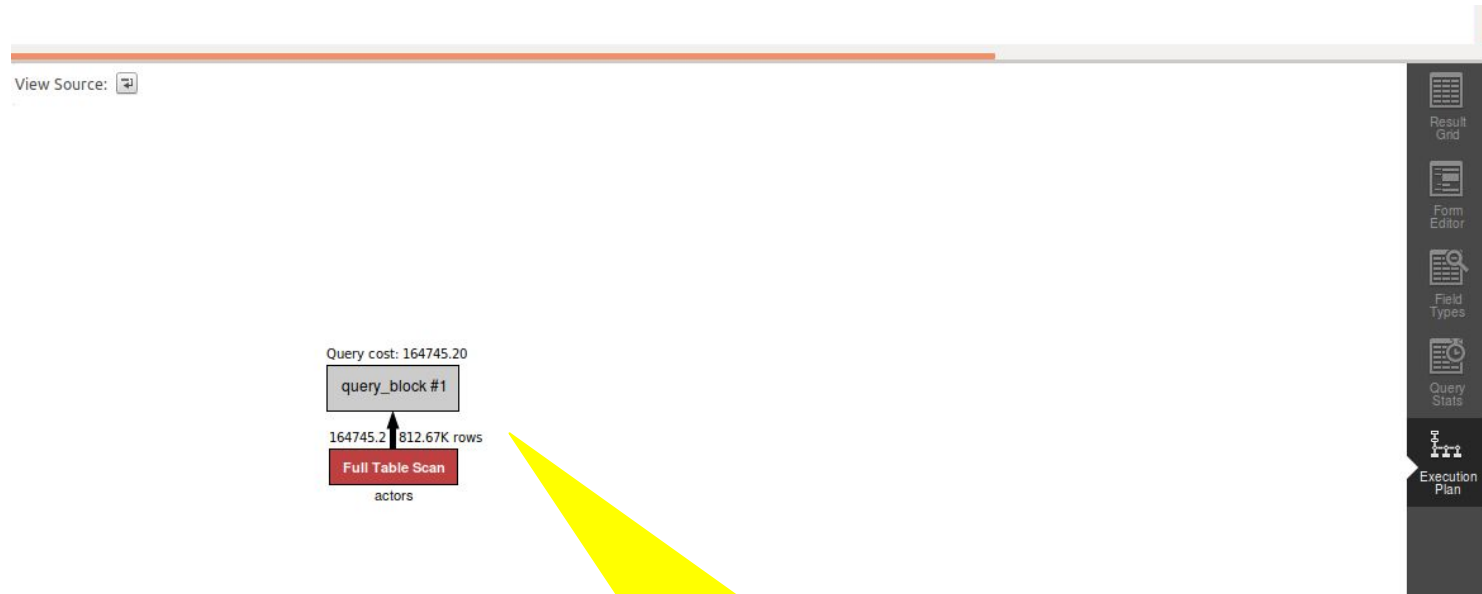 View Source:
Query cost: 164745.20
query_block #1
164745.2 812.67K rows
Full Table Scan
actors
Result
Grid
Form
Editor
Field
Types
Query
Stats
Execution
Plan